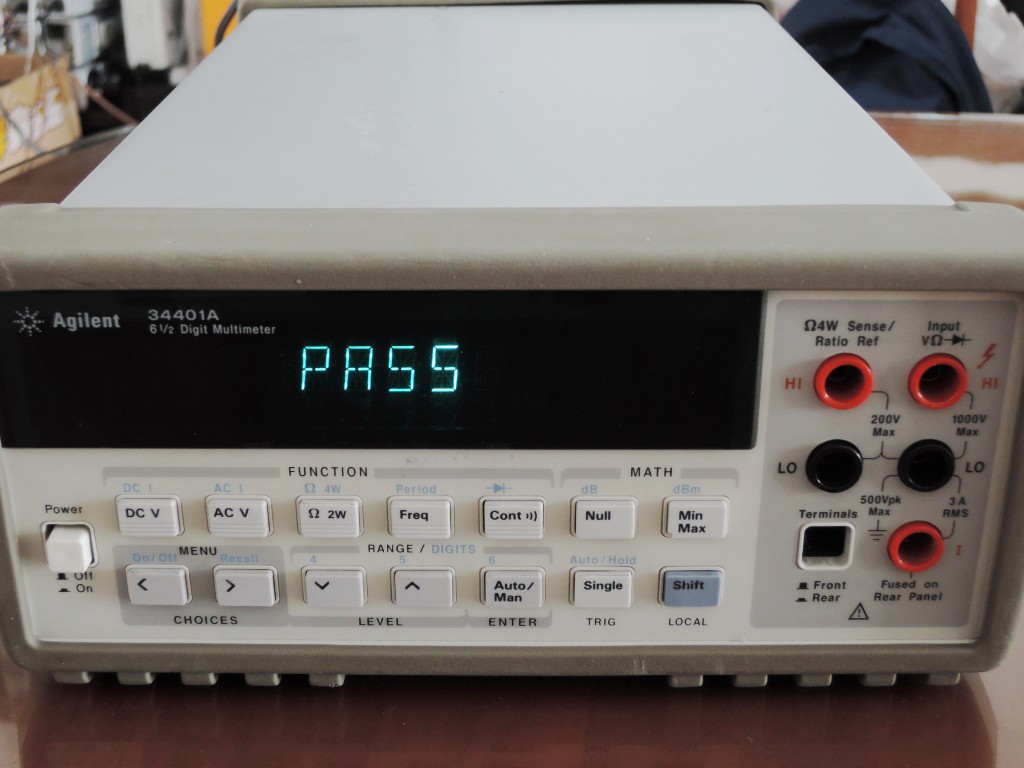 Agilent
34401A
6½ Digit Multimeter
PASS
Ω4W Sense/
Ratio Ref
Input
VΩ
HI
HI
200V
Max
1000V
Max
LO
LO
500Vpk
Max
3A
RMS
Terminals
I
Front
Rear
Fused on
Rear Panel
FUNCTION
MATH
DC I
AC I
Ω 4W
Period
dB
dBm
Power
DC V
AC V
Ω 2W
Freq
Cont
Null
Min
Max
Off
On
MENU
RANGE / DIGITS
On/Off
Recall
4
5
6
Auto/Hold
<
>
Auto/
Man
Single
Shift
CHOICES
LEVEL
ENTER
TRIG
LOCAL